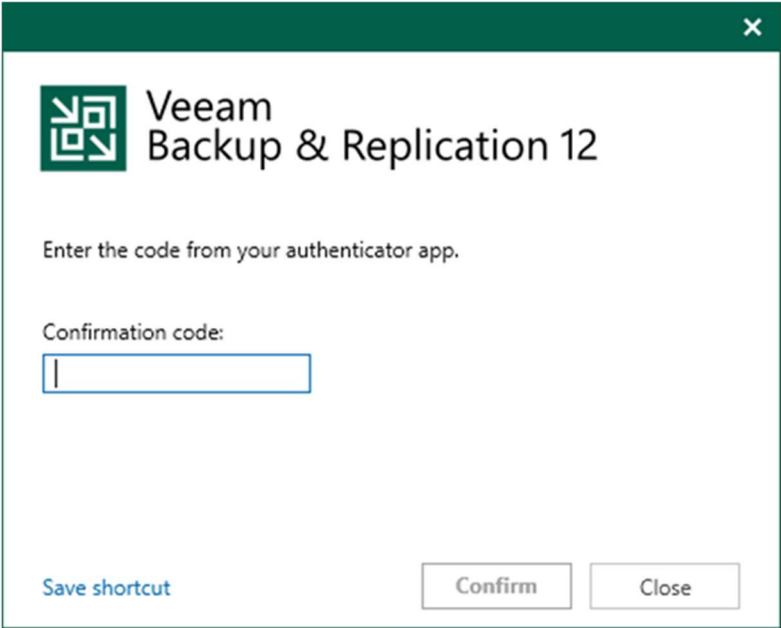 Veeam
Backup & Replication 12
Enter the code from your authenticator app.
Confirmation code:
Save shortcut
Confirm
Close